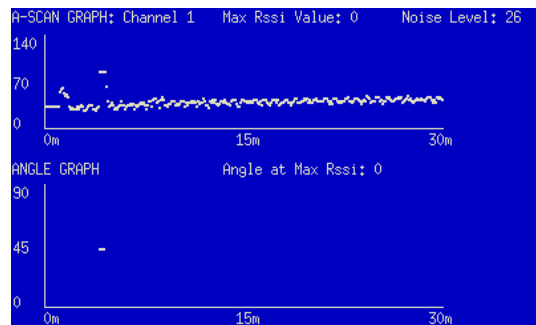 A-SCAN GRAPH: Channel 1 Max Rssi Value: 0 Noise Level: 26
140
70
0
0m 15m 30m
ANGLE GRAPH Angle at Max Rssi: 0
90
45
0
0m 15m 30m